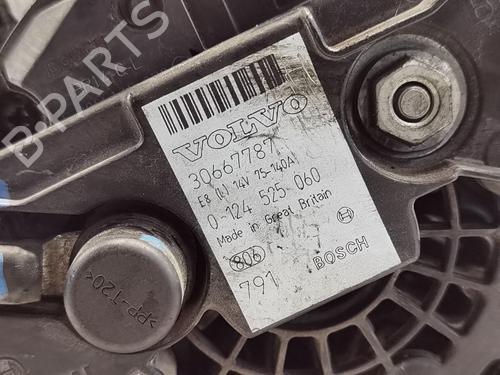 B-PARTS
VOLVO
30667787
E8 (L) 14V 75-140A
0-124 525 060
Made in Great Britain
806
791
BOSCH
>PP-T20<